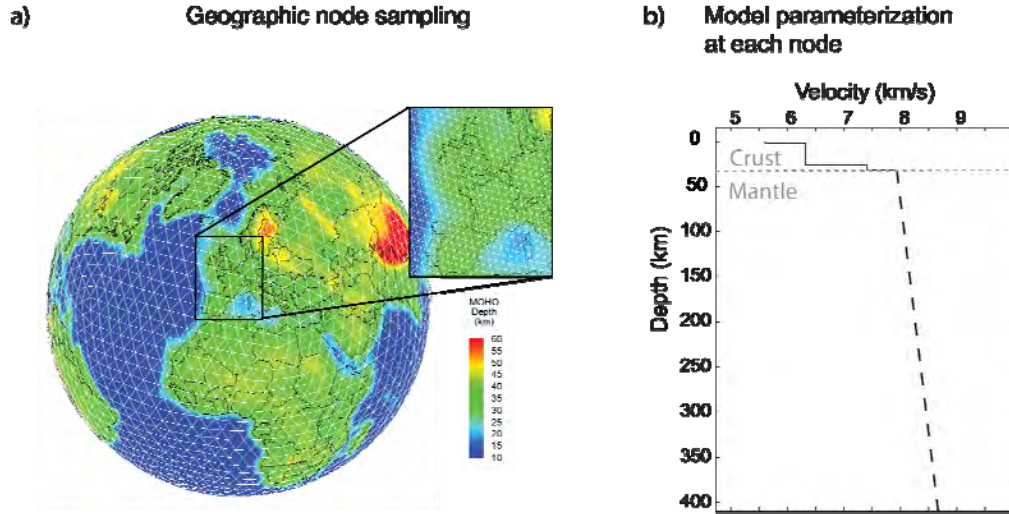 a) Geographic node sampling
MOHO
Depth
(km)
60
55
50
45
40
35
30
25
20
15
10
b) Model parameterization
at each node
Velocity (km/s)
5 6 7 8 9
0
Crust
Mantle
50
100
150
200
250
300
350
400
Depth (km)